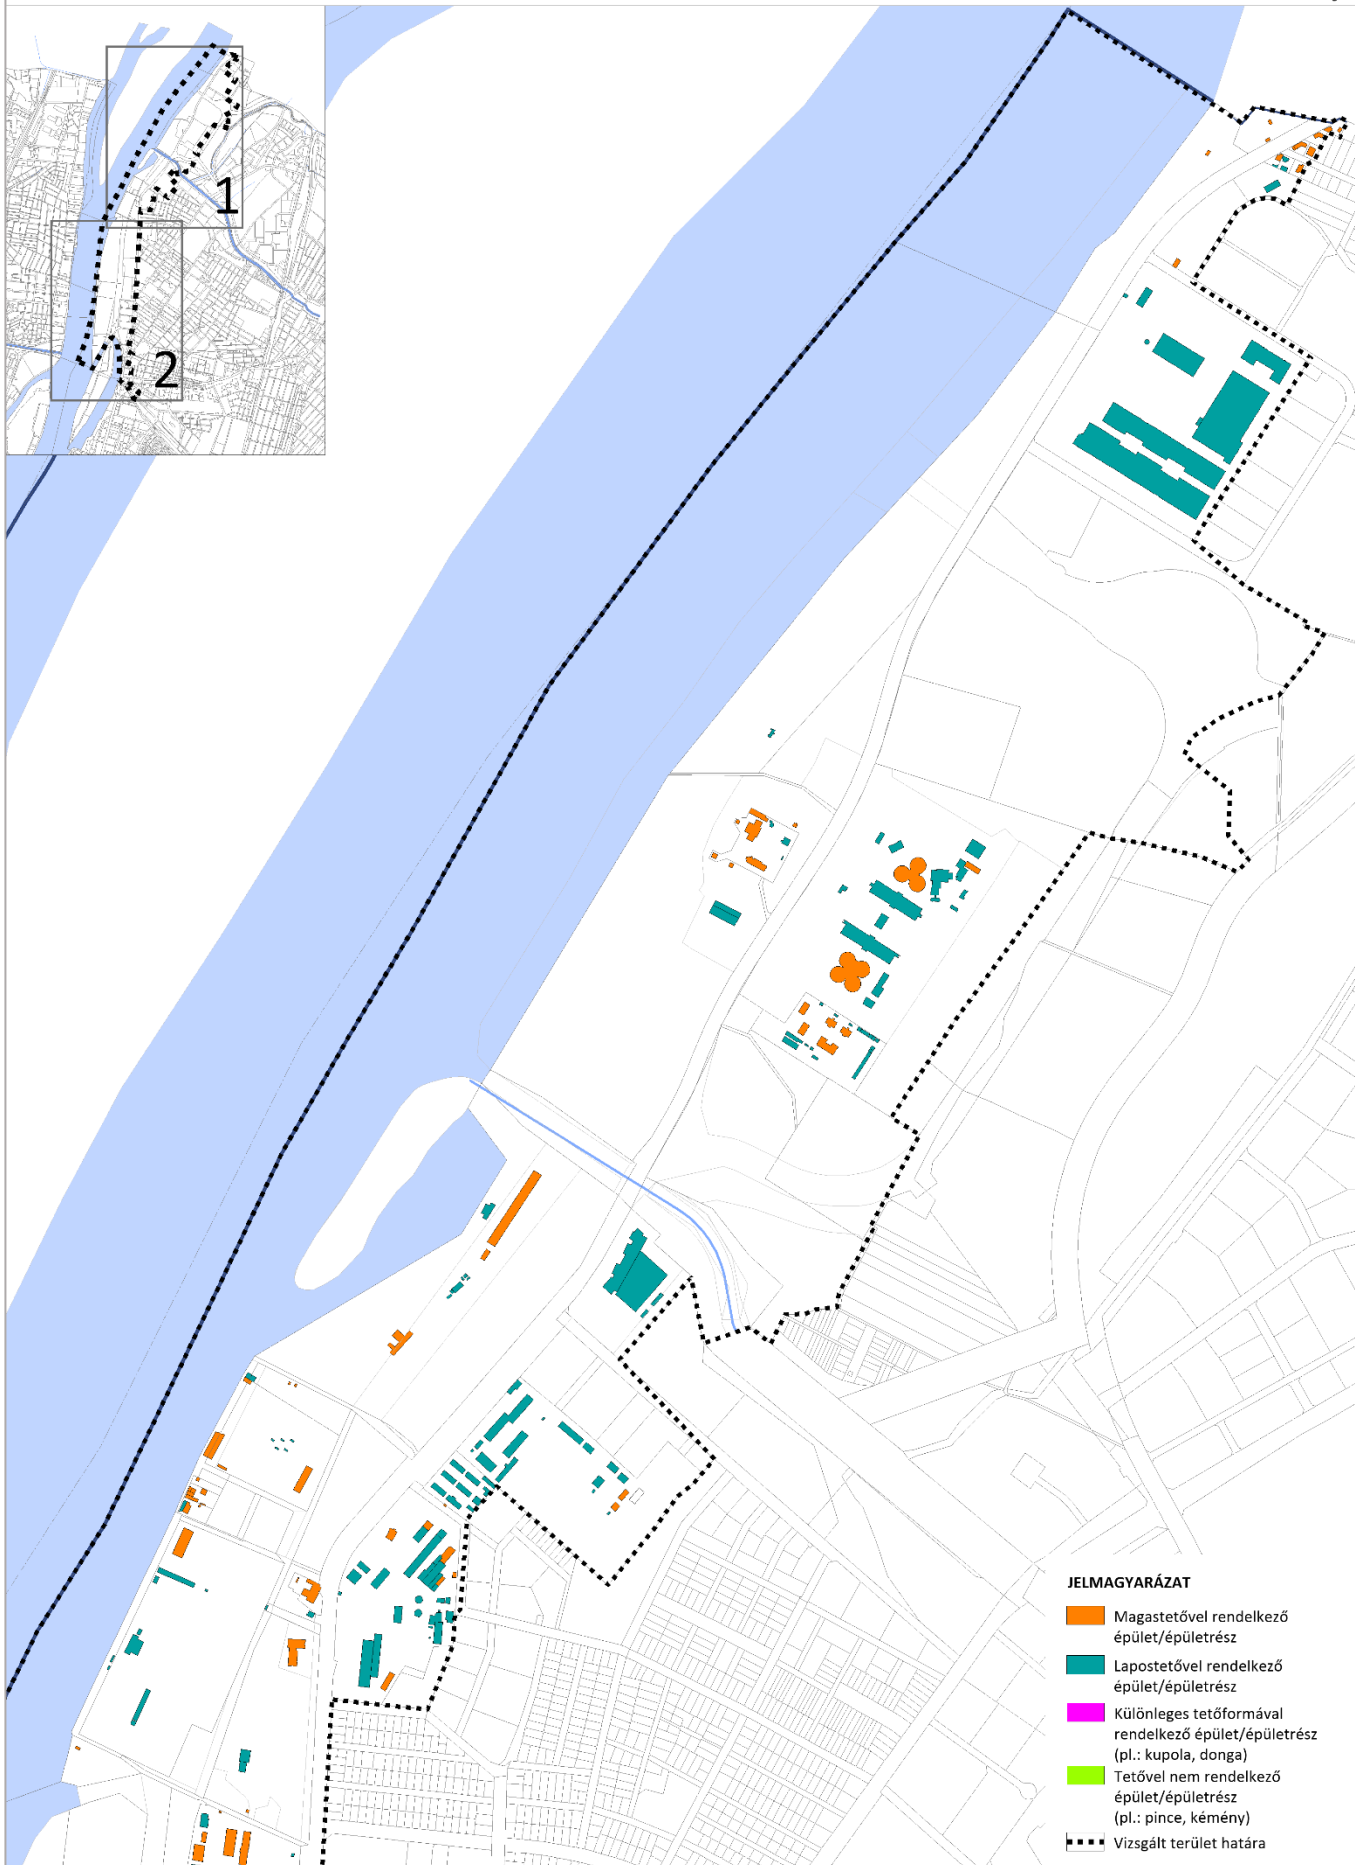 1
2
JELMAGYARÁZAT
Magastetővel rendelkező
épület/épületrész
Lapostetővel rendelkező
épület/épületrész
Különleges tetőformával
rendelkező épület/épületrész
(pl.: kupola, donga)
Tetővel nem rendelkező
épület/épületrész
(pl.: pince, kémény)
Vizsgált terület határa